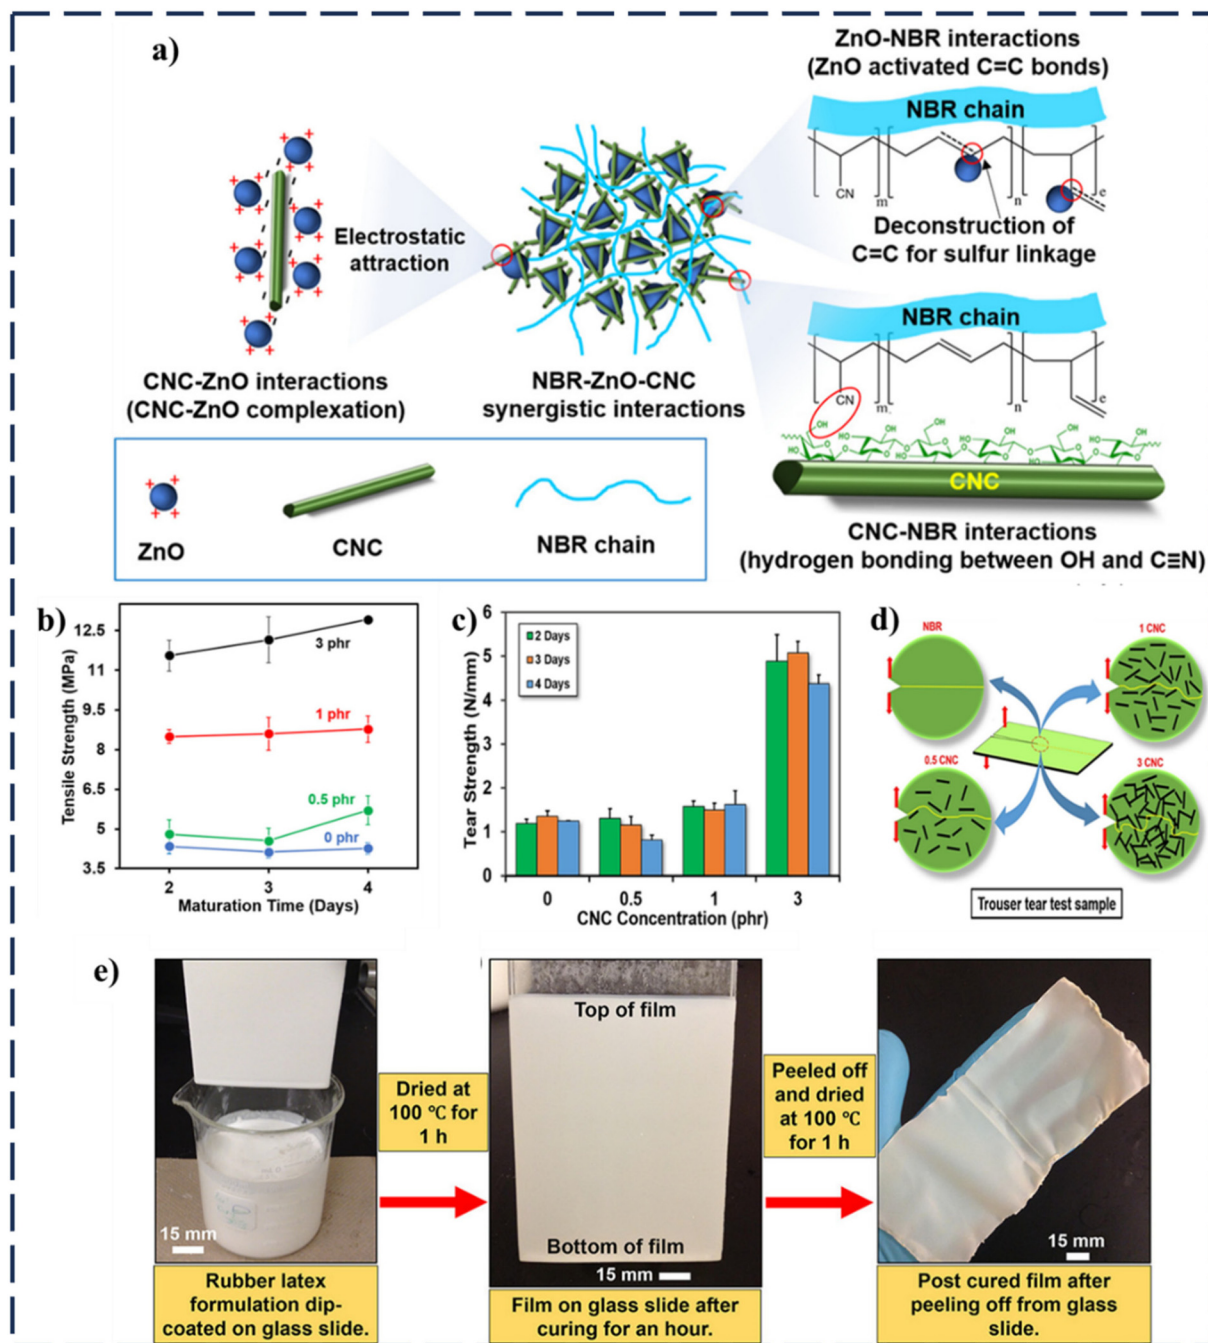 a)
ZnO-NBR interactions
(ZnO activated C=C bonds)
NBR chain
CN
m
n
e
Deconstruction of
C=C for sulfur linkage
Electrostatic
attraction
NBR chain
CN
m
n
e
CNC-ZnO interactions
(CNC-ZnO complexation)
NBR-ZnO-CNC
synergistic interactions
CNC
CNC-NBR interactions
(hydrogen bonding between OH and C≡N)
ZnO
CNC
NBR chain
b)
Tensile Strength (MPa)
12.5
11
9.5
8
6.5
5
3.5
3 phr
1 phr
0.5 phr
0 phr
2
3
4
Maturation Time (Days)
c)
Tear Strength (N/mm)
6
5
4
3
2
1
0
2 Days
3 Days
4 Days
0
0.5
1
3
CNC Concentration (phr)
d)
NBR
1 CNC
0.5 CNC
3 CNC
Trouser tear test sample
e)
15 mm
Rubber latex
formulation dip-
coated on glass slide.
Dried at
100 °C for
1 h
Top of film
Bottom of film
15 mm
Film on glass slide after
curing for an hour.
Peeled off
and dried
at 100 °C
for 1 h
15 mm
Post cured film after
peeling off from glass
slide.